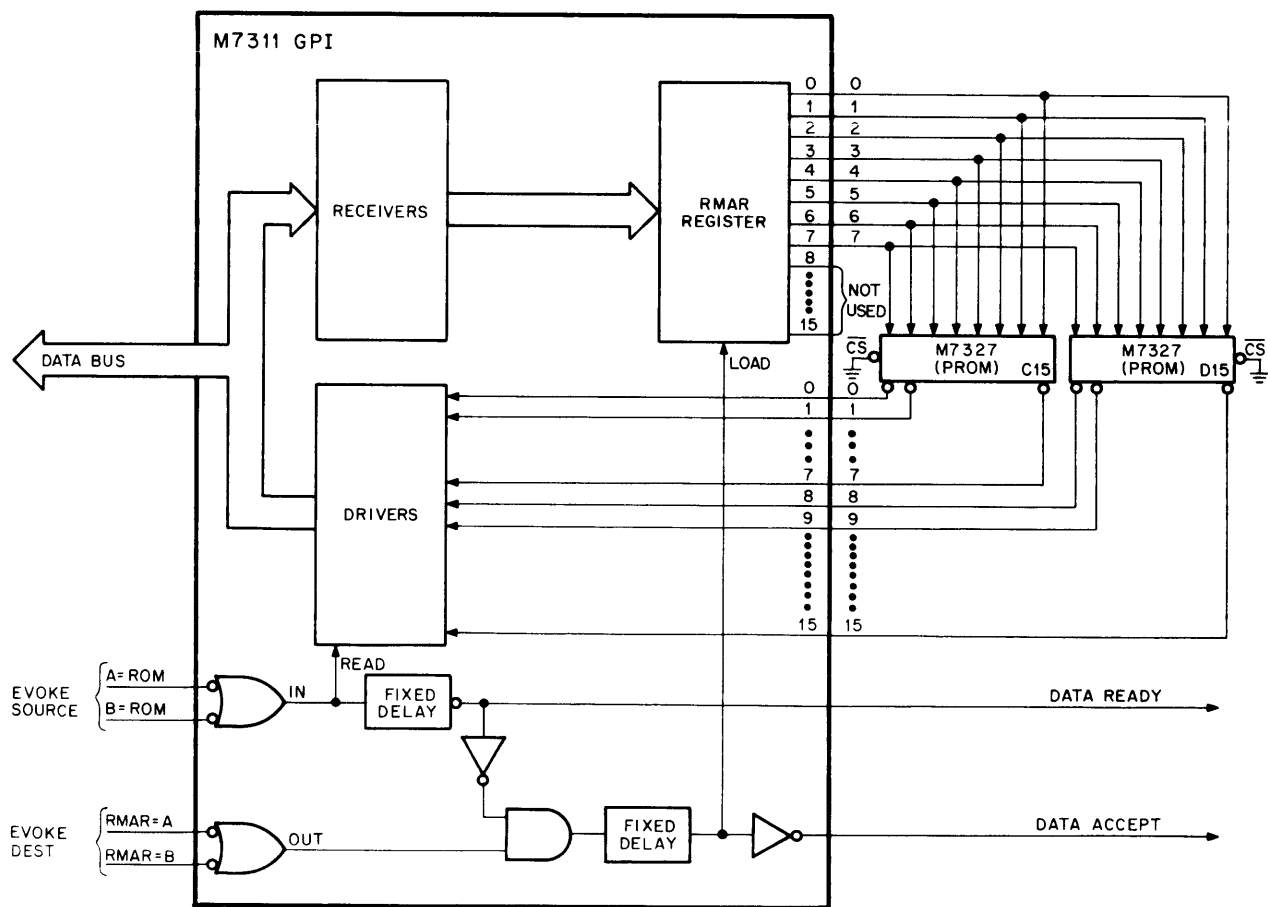 M7311 GPI
RECEIVERS
RMAR REGISTER
0 0
1 1
2 2
3 3
4 4
5 5
6 6
7 7
8
15
NOT USED
DATA BUS
LOAD
CS
M7327 (PROM) C15
M7327 (PROM) D15
CS
DRIVERS
0 0
1 1
7 7
8 8
9 9
15 15
READ
EVOKE SOURCE
A=ROM
B=ROM
IN
FIXED DELAY
DATA READY
EVOKE DEST
RMAR=A
RMAR=B
OUT
FIXED DELAY
DATA ACCEPT